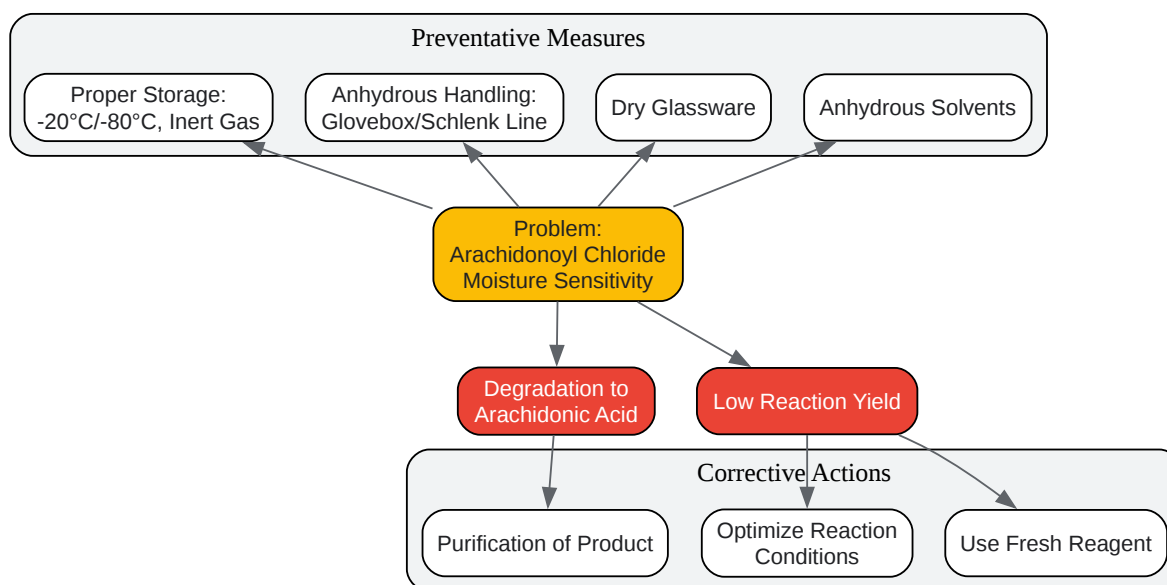 Preventative Measures
Proper Storage:
-20°C/-80°C, Inert Gas
Anhydrous Handling:
Glovebox/Schlenk Line
Dry Glassware
Anhydrous Solvents
Problem:
Arachidonoyl Chloride
Moisture Sensitivity
Degradation to
Arachidonic Acid
Low Reaction Yield
Corrective Actions
Purification of Product
Optimize Reaction
Conditions
Use Fresh Reagent